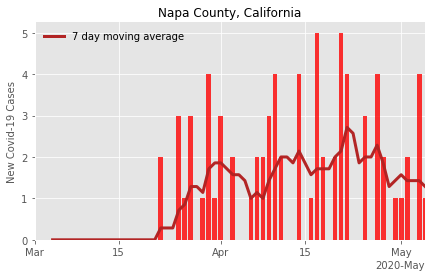 Napa County, California
7 day moving average
New Covid-19 Cases
5
4
3
2
1
0
Mar 15 Apr 15 May
2020-May